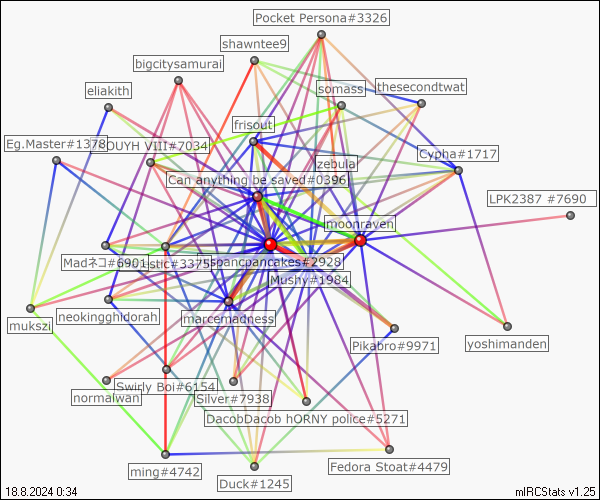 Pocket Persona#3326
shawntee9
bigcitysamurai
eliakith
somass
thesecondtwat
frisout
Eg.Master#1378
OUYH VIII#7034
zebula
Cypha#1717
Can anything be saved#0396
LPK2387 #7690
moonraven
Madネコ#6901
istic#3375
spancpancakes#2928
Mushy#1984
mukszi
neokingghidorah
marcemadness
Pikabro#9971
yoshimanden
normalwan
Swirly Boi#6154
Silver#7938
DacobDacob hORNY police#5271
ming#4742
Duck#1245
Fedora Stoat#4479
18.8.2024 0:34
mIRCStats v1.25